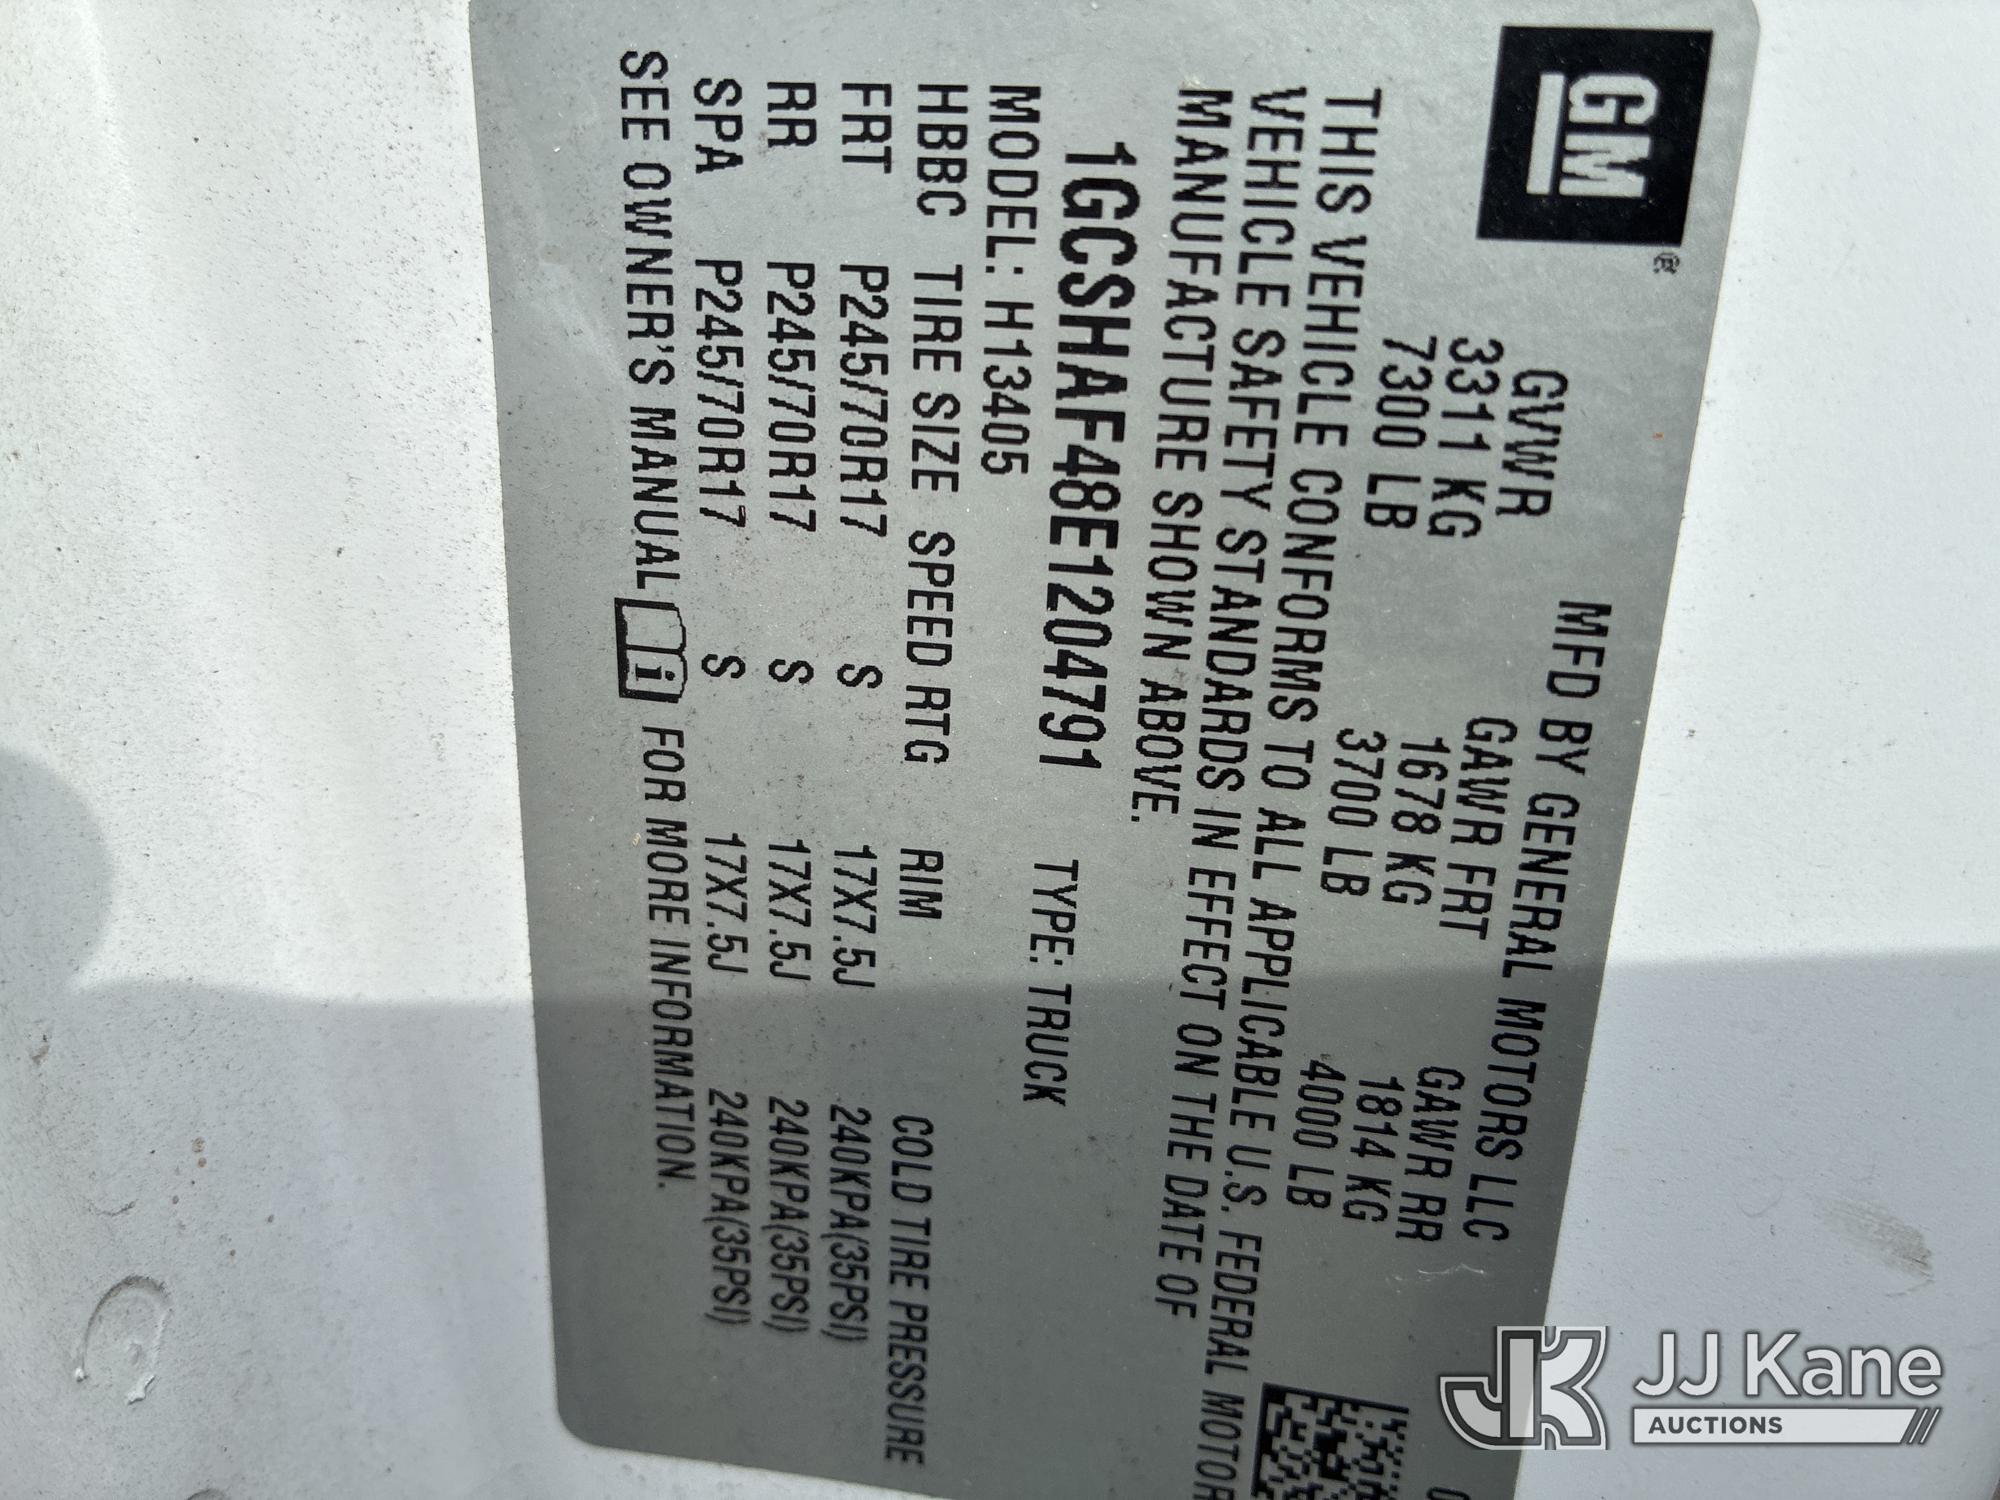 GM®
MFD BY GENERAL MOTORS LLC
GVWR GAWR FRT GAWR RR
3311 KG 1678 KG 1814 KG
7300 LB 3700 LB 4000 LB
THIS VEHICLE CONFORMS TO ALL APPLICABLE U.S. FEDERAL MOTOR
VEHICLE SAFETY STANDARDS IN EFFECT ON THE DATE OF
MANUFACTURE SHOWN ABOVE.
1GCSHAF48E1204791 TYPE: TRUCK
MODEL: H13405
HBBC TIRE SIZE SPEED RTG RIM COLD TIRE PRESSURE
FRT P245/70R17 S 17X7.5J 240KPA(35PSI)
RR P245/70R17 S 17X7.5J 240KPA(35PSI)
SPA P245/70R17 S 17X7.5J 240KPA(35PSI)
SEE OWNER'S MANUAL i FOR MORE INFORMATION.
JK JJ Kane
AUCTIONS